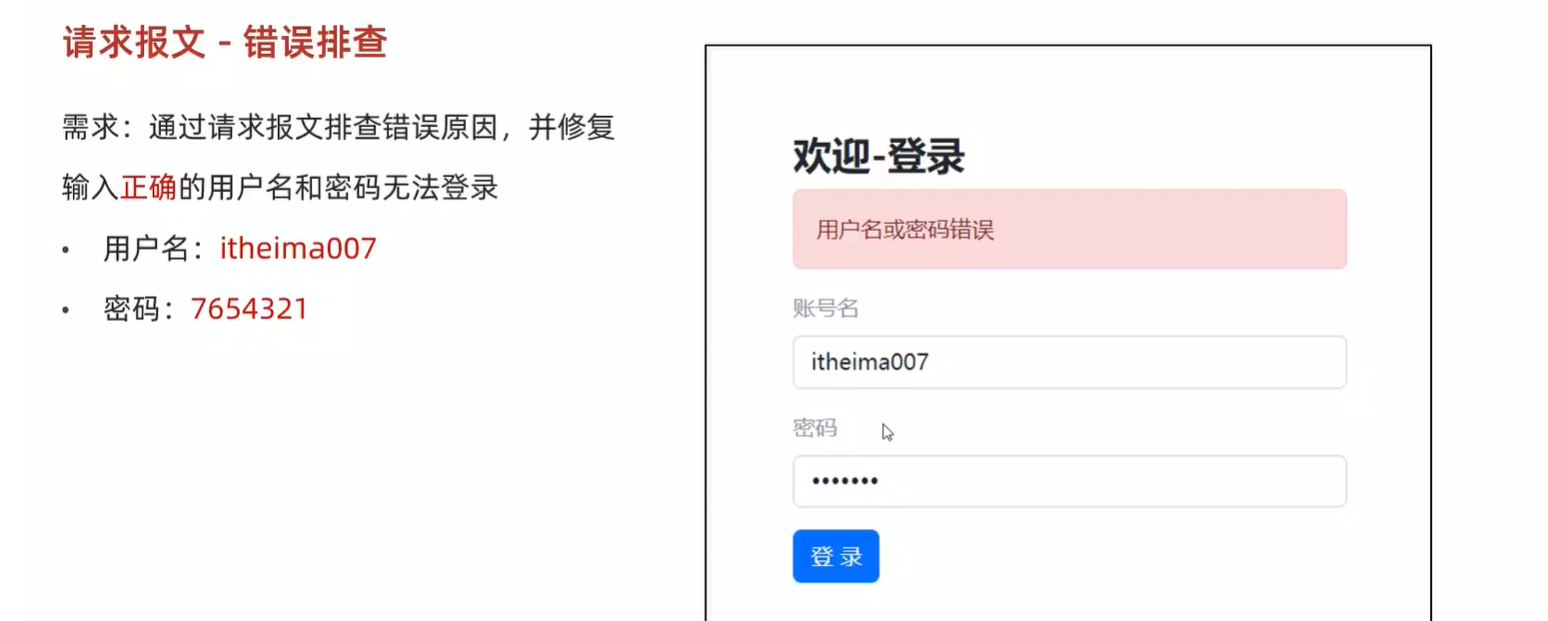 请求报文 - 错误排查
需求：通过请求报文排查错误原因，并修复
输入正确的用户名和密码无法登录
• 用户名：itheima007
• 密码：7654321
欢迎-登录
用户名或密码错误
账号名
itheima007
密码
•••••••
登 录